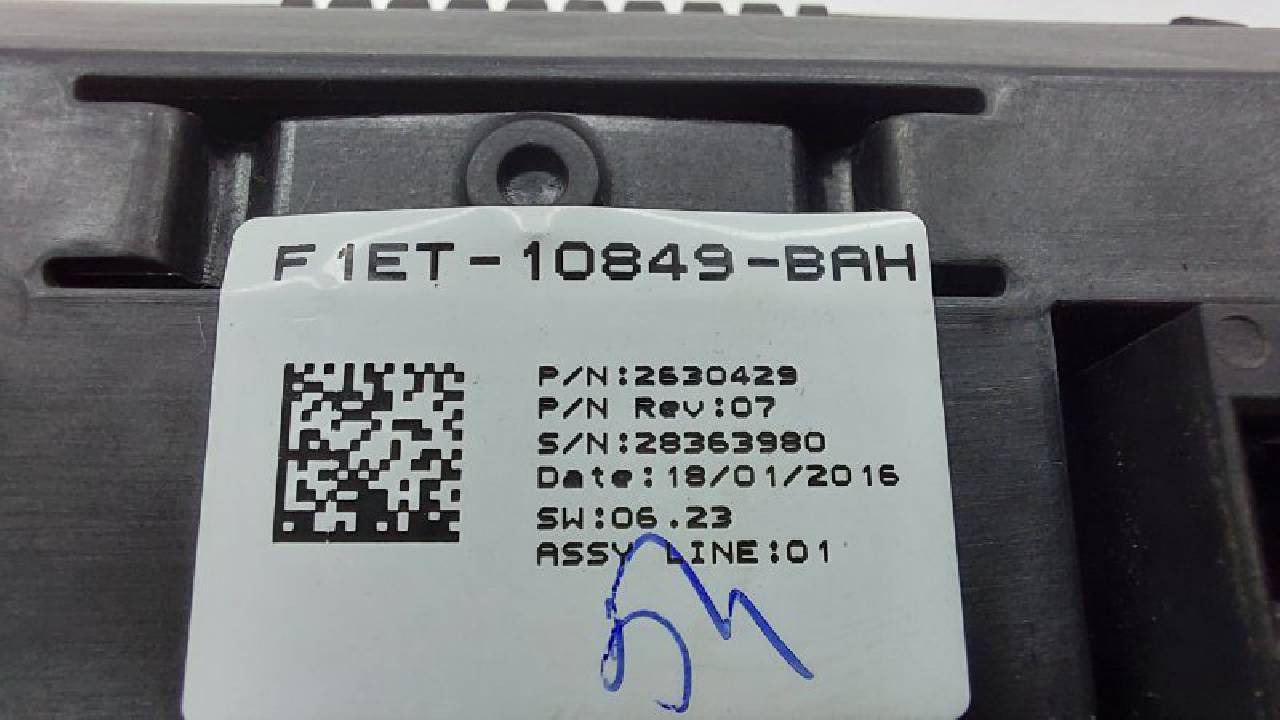 F1ET-10849-BAH
P/N:2630429
P/N Rev:07
S/N:28363980
Date:18/01/2016
SW:06.23
ASSY LINE:01